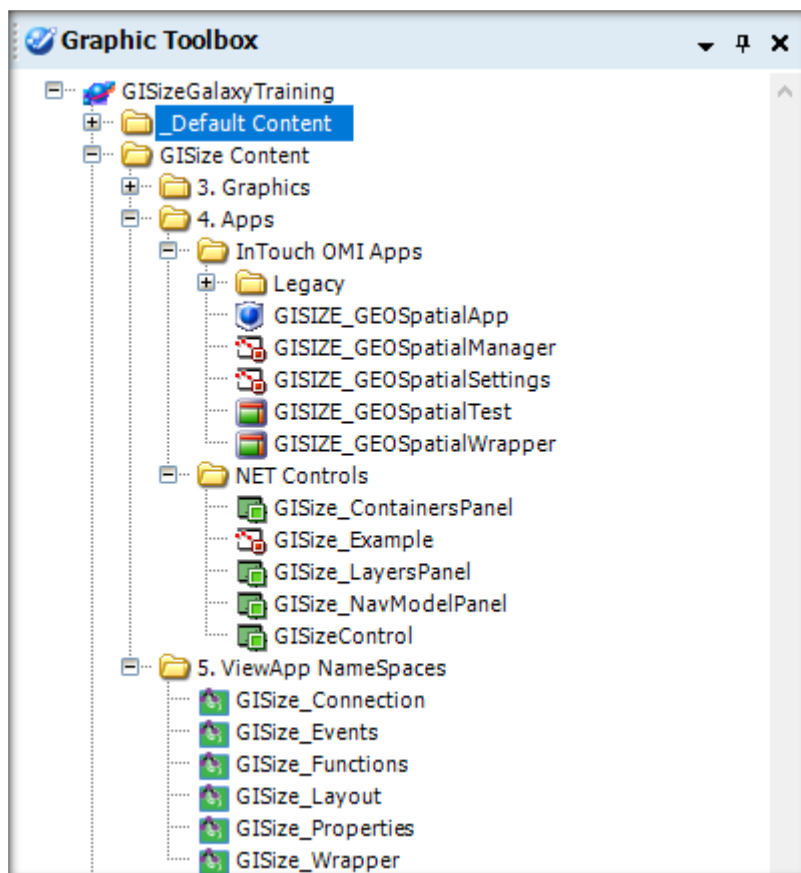 Graphic Toolbox
GISizeGalaxyTraining
_Default Content
GISize Content
3. Graphics
4. Apps
InTouch OMI Apps
Legacy
GISIZE_GEOSpatialApp
GISIZE_GEOSpatialManager
GISIZE_GEOSpatialSettings
GISIZE_GEOSpatialTest
GISIZE_GEOSpatialWrapper
NET Controls
GISize_ContainersPanel
GISize_Example
GISize_LayersPanel
GISize_NavModelPanel
GISizeControl
5. ViewApp NameSpaces
GISize_Connection
GISize_Events
GISize_Functions
GISize_Layout
GISize_Properties
GISize_Wrapper